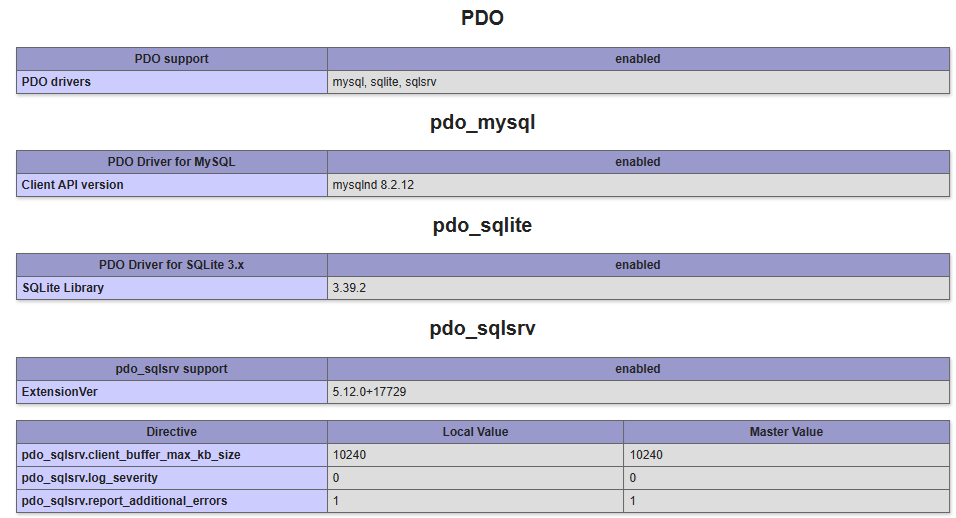 PDO
PDO support enabled
PDO drivers mysql, sqlite, sqlsrv
pdo_mysql
PDO Driver for MySQL enabled
Client API version mysqlnd 8.2.12
pdo_sqlite
PDO Driver for SQLite 3.x enabled
SQLite Library 3.39.2
pdo_sqlsrv
pdo_sqlsrv support enabled
ExtensionVer 5.12.0+17729
Directive Local Value Master Value
pdo_sqlsrv.client_buffer_max_kb_size 10240 10240
pdo_sqlsrv.log_severity 0 0
pdo_sqlsrv.report_additional_errors 1 1